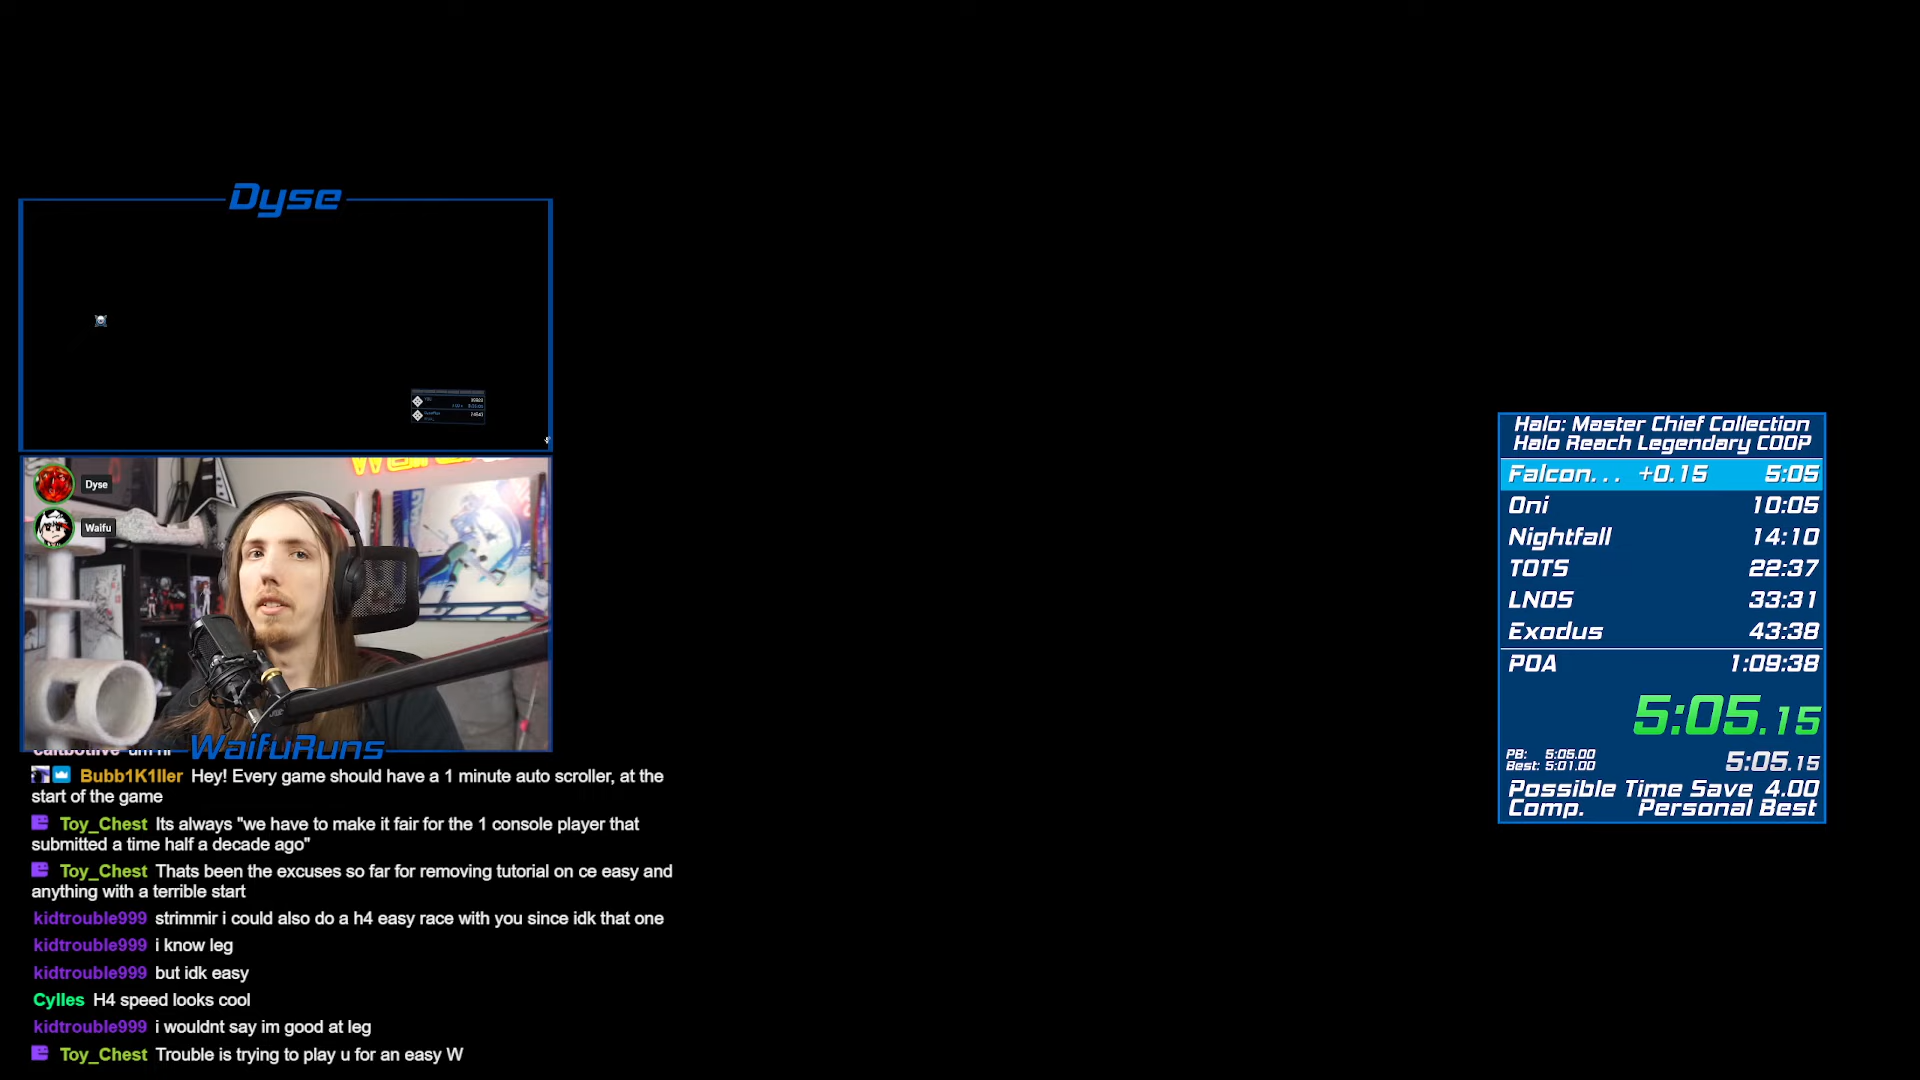 Dyse
Dyse
Waifu
WaifuRuns
Bubb1K1ller Hey! Every game should have a 1 minute auto scroller, at the
start of the game
Toy_Chest Its always "we have to make it fair for the 1 console player that
submitted a time half a decade ago"
Toy_Chest Thats been the excuses so far for removing tutorial on ce easy and
anything with a terrible start
kidtrouble999 strimmir i could also do a h4 easy race with you since idk that one
kidtrouble999 i know leg
kidtrouble999 but idk easy
Cylles H4 speed looks cool
kidtrouble999 i wouldnt say im good at leg
Toy_Chest Trouble is trying to play u for an easy W
Halo: Master Chief Collection
Halo Reach Legendary COOP
Falcon... +0.15 5:05
Oni 10:05
Nightfall 14:10
TOTS 22:37
LNOS 33:31
Exodus 43:38
POA 1:09:38
5:05.15
PB: 5:05.00
Best: 5:01.00
5:05.15
Possible Time Save 4.00
Comp. Personal Best